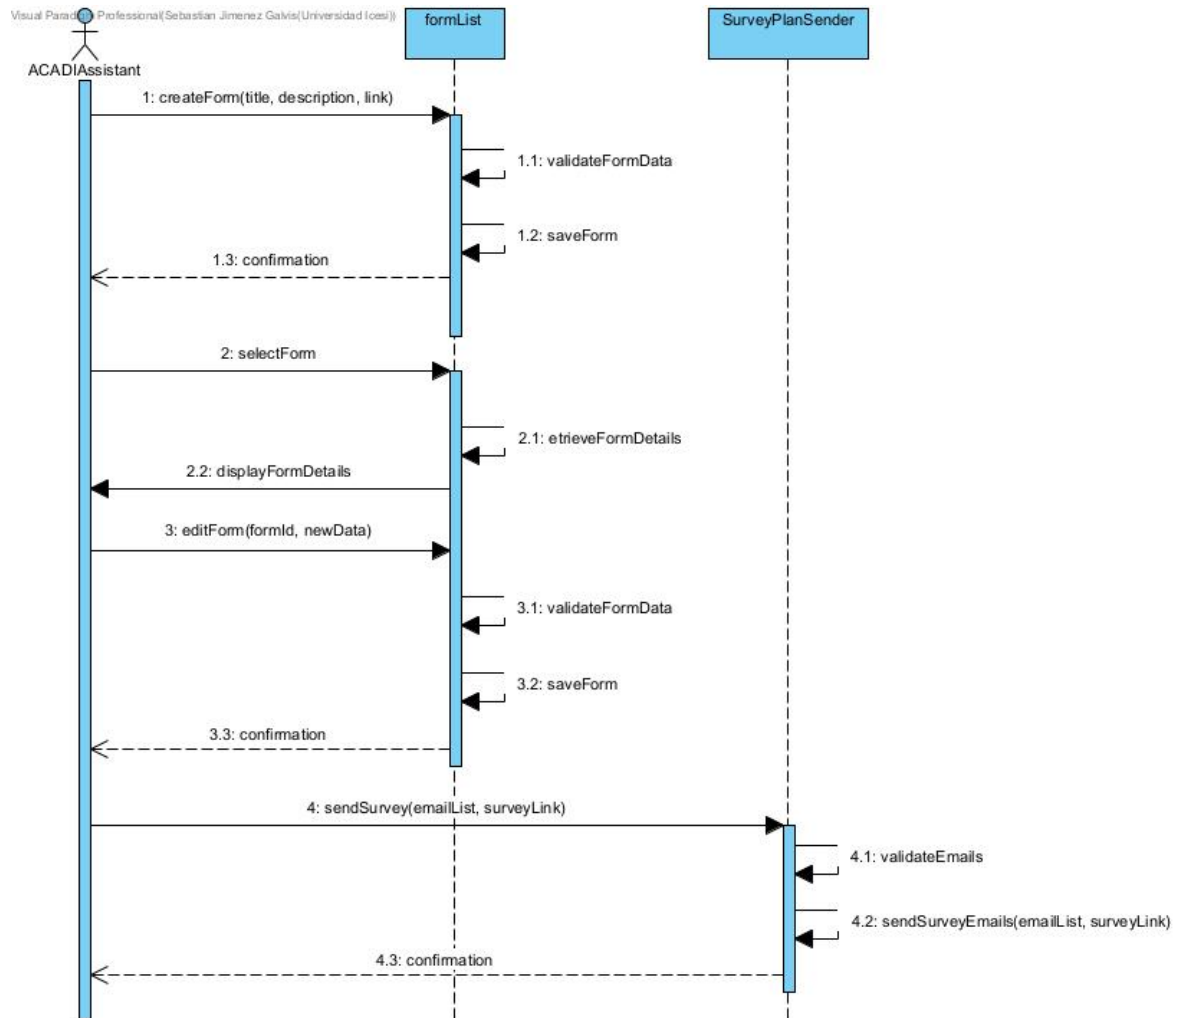 Visual Paradigm Professional(Sebastian Jimenez Galvis(Universidad Icesi))
formList
SurveyPlanSender
ACADIAssistant
1: createForm(title, description, link)
1.1: validateFormData
1.2: saveForm
1.3: confirmation
2: selectForm
2.1: etrieveFormDetails
2.2: displayFormDetails
3: editForm(formId, newData)
3.1: validateFormData
3.2: saveForm
3.3: confirmation
4: sendSurvey(emailList, surveyLink)
4.1: validateEmails
4.2: sendSurveyEmails(emailList, surveyLink)
4.3: confirmation